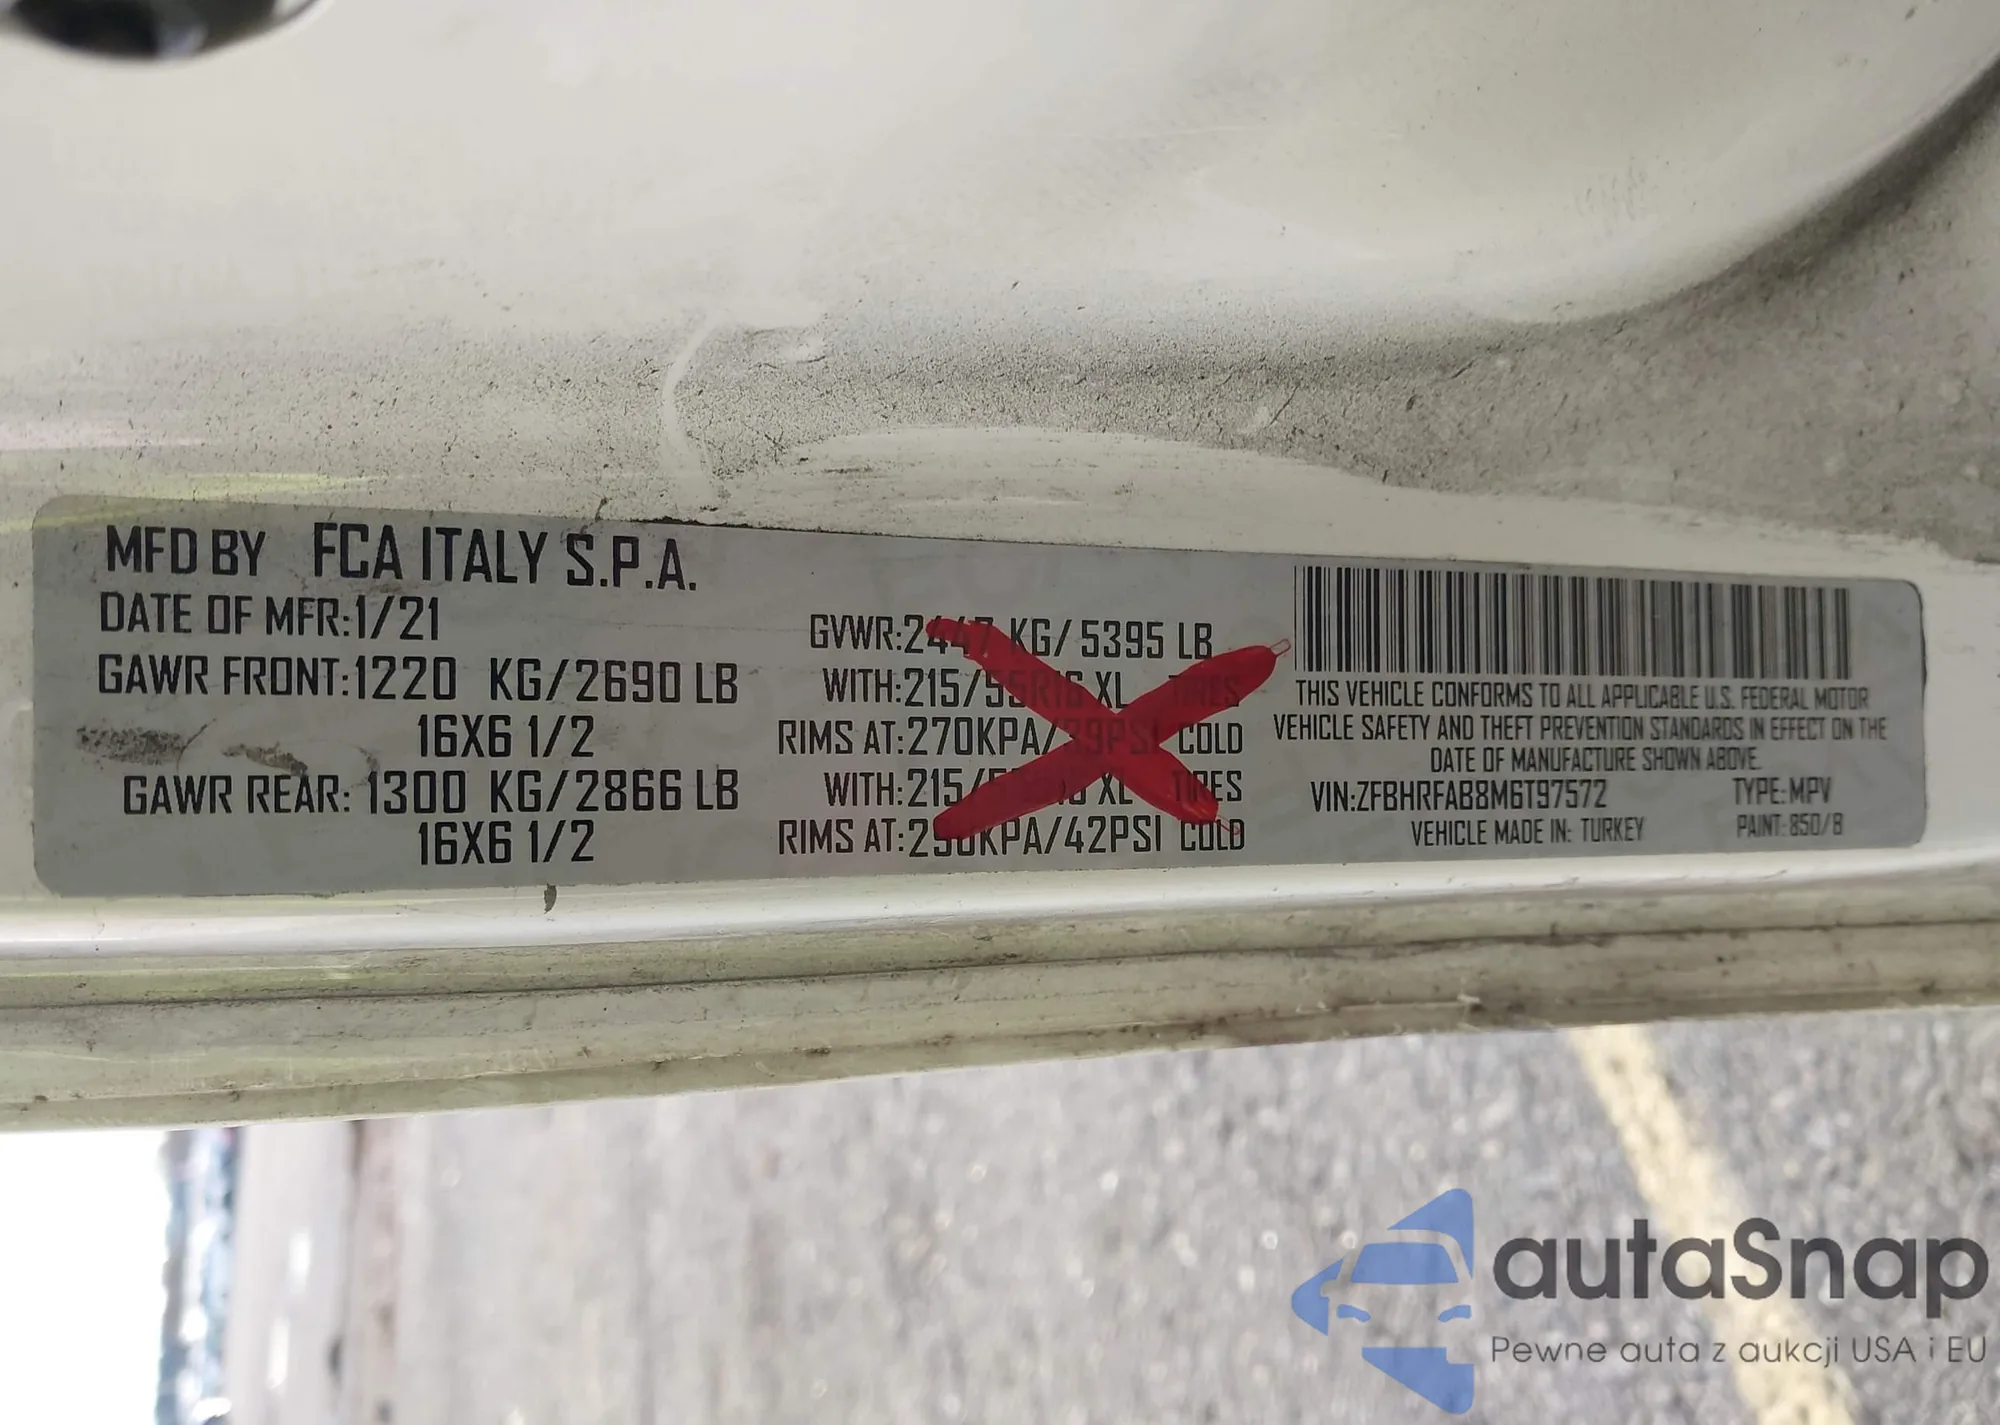 MFD BY FCA ITALY S.P.A.
DATE OF MFR:1/21
GAWR FRONT:1220 KG/2690 LB
16X6 1/2
GAWR REAR: 1300 KG/2866 LB
16X6 1/2
GVWR:2447 KG/ 5395 LB
WITH:215/55R16 XL TIRES
RIMS AT:270KPA/39PSI COLD
WITH:215/ XL TIRES
RIMS AT:290KPA/42PSI COLD
THIS VEHICLE CONFORMS TO ALL APPLICABLE U.S. FEDERAL MOTOR
VEHICLE SAFETY AND THEFT PREVENTION STANDARDS IN EFFECT ON THE
DATE OF MANUFACTURE SHOWN ABOVE.
VIN:ZFBHRFAB8M6T97572 TYPE:MPV
VEHICLE MADE IN: TURKEY PAINT:850/B
autaSnap
Pewne auta z aukcji USA i EU